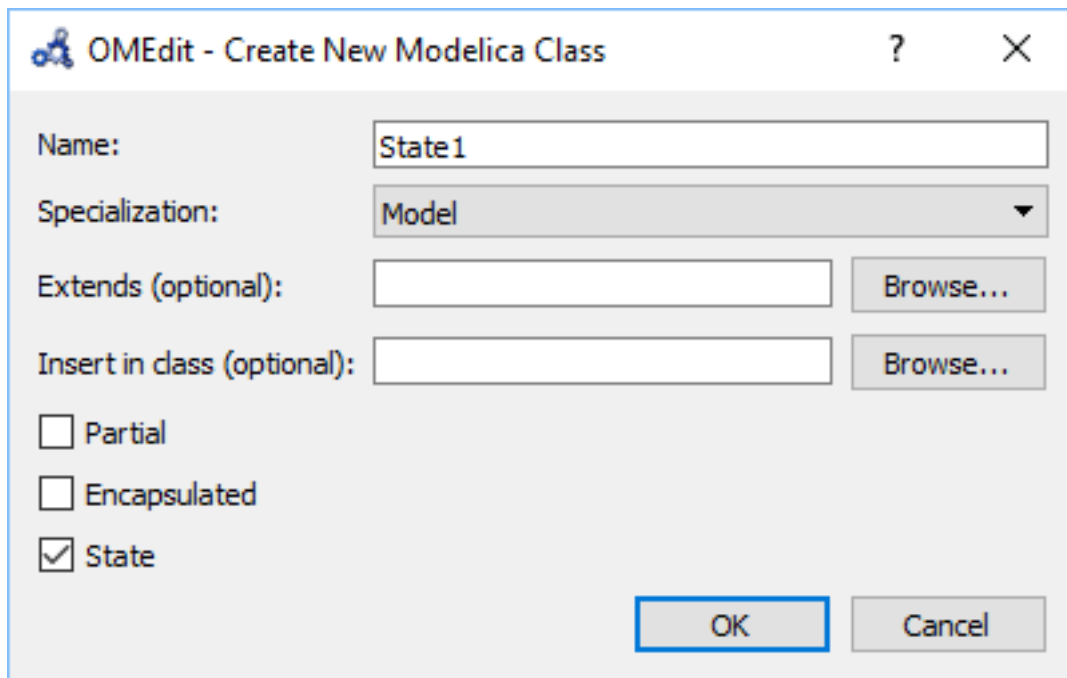 OMEdit - Create New Modelica Class ?
Name: State1
Specialization: Model
Extends (optional): Browse...
Insert in class (optional): Browse...
Partial
Encapsulated
State
OK Cancel